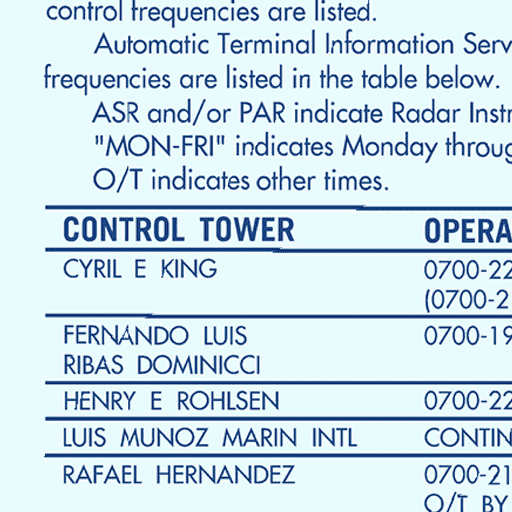 control frequencies are listed.
Automatic Terminal Information Serv
frequencies are listed in the table below.
ASR and/or PAR indicate Radar Instr
"MON-FRI" indicates Monday throug
O/T indicates other times.
CONTROL TOWER OPERA
CYRIL E KING 0700-22
(0700-2
FERNANDO LUIS 0700-19
RIBAS DOMINICCI
HENRY E ROHLSEN 0700-22
LUIS MUNOZ MARIN INTL CONTIN
RAFAEL HERNANDEZ 0700-21
O/T BY